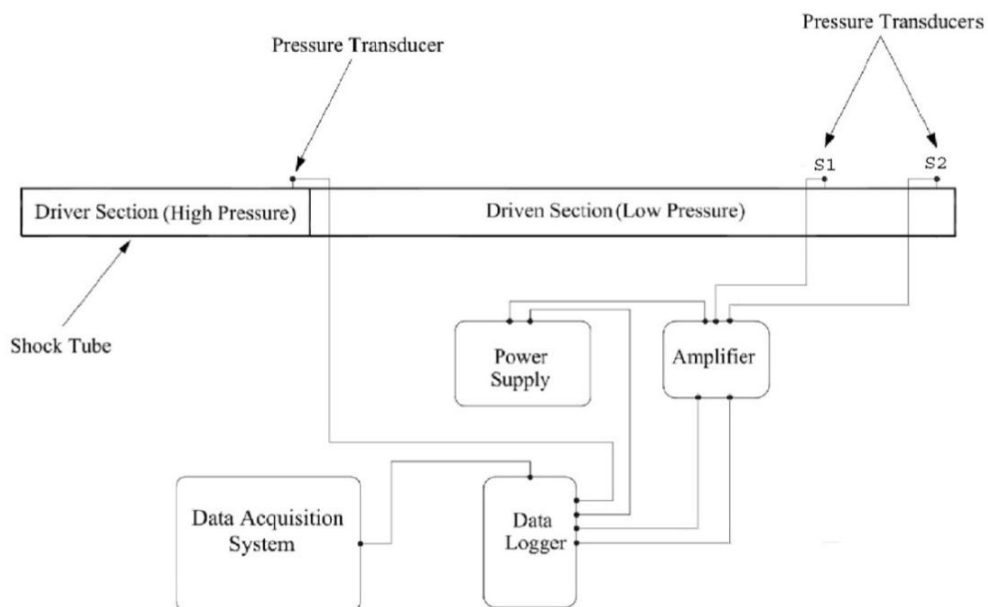 Pressure Transducers
Pressure Transducer
S1
S2
Driver Section (High Pressure)
Driven Section (Low Pressure)
Shock Tube
Power
Supply
Amplifier
Data Acquisition
System
Data
Logger